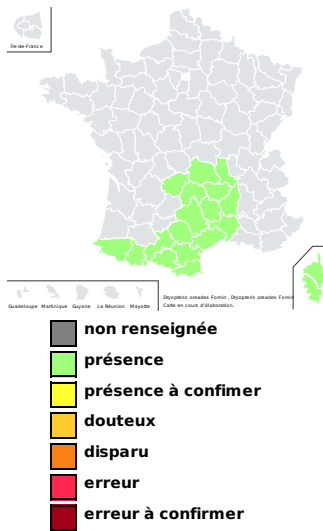 Île-de-France
Guadeloupe Martinique Guyane La Réunion Mayotte
Dryopteris oreades Fomin , Dryopteris oreades Fomin
Carte en cours d'élaboration.
non renseignée
présence
présence à confimer
douteux
disparu
erreur
erreur à confirmer